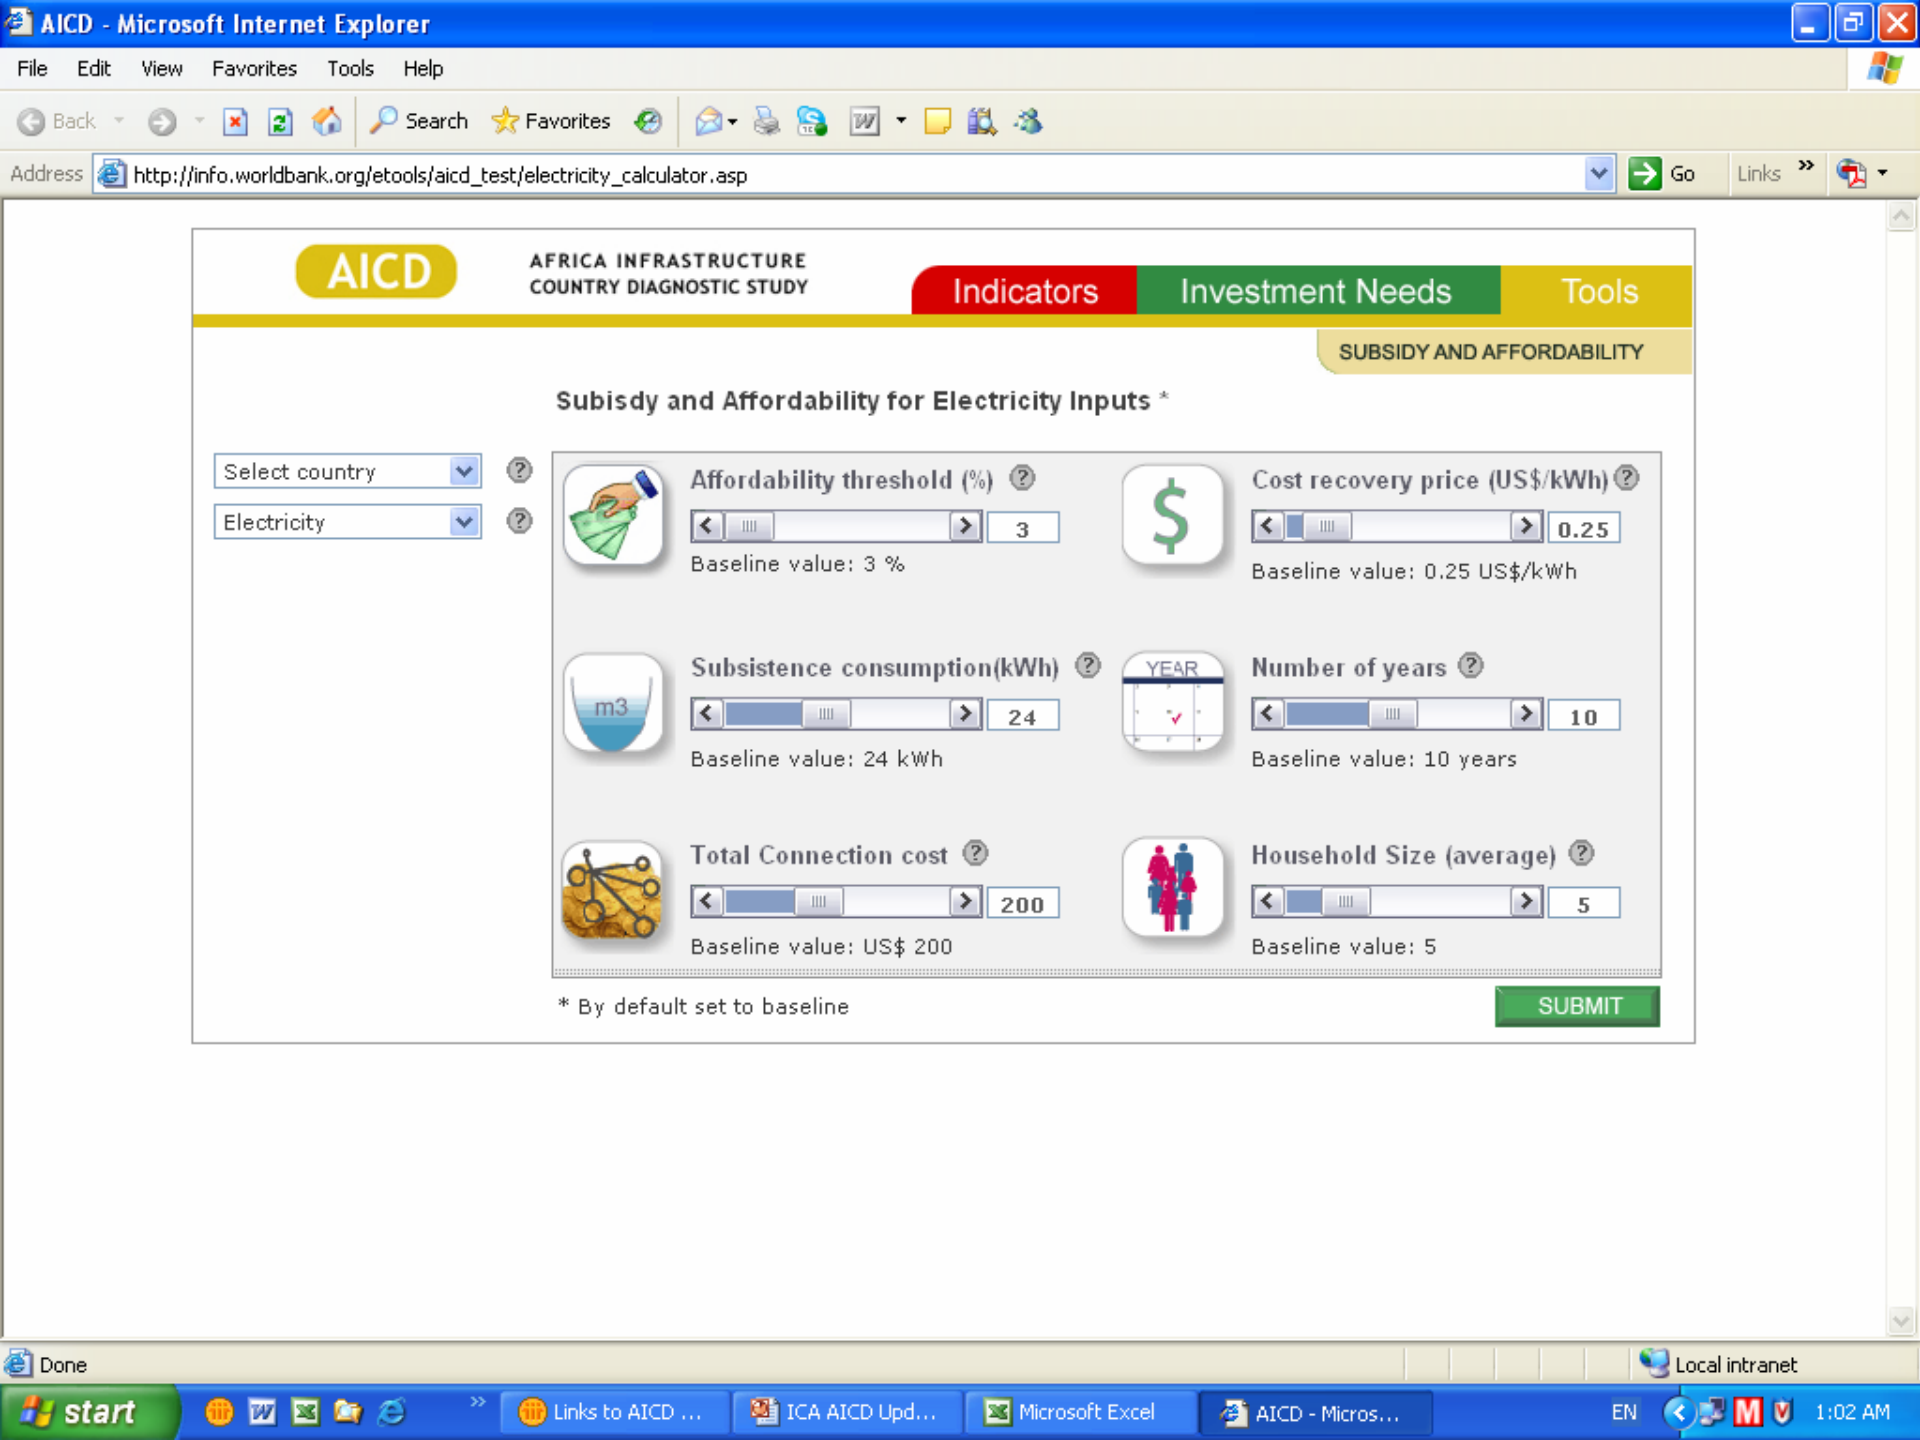 AICD - Microsoft Internet Explorer
File Edit View Favorites Tools Help
Back Search Favorites
Address http://info.worldbank.org/etools/aicd_test/electricity_calculator.asp Go Links »
AICD
AFRICA INFRASTRUCTURE
COUNTRY DIAGNOSTIC STUDY
Indicators Investment Needs Tools
SUBSIDY AND AFFORDABILITY
Subisdy and Affordability for Electricity Inputs *
Select country ?
Electricity ?
Affordability threshold (%) ?
3
Baseline value: 3 %
$
Cost recovery price (US$/kWh) ?
0.25
Baseline value: 0.25 US$/kWh
m3
Subsistence consumption(kWh) ?
24
Baseline value: 24 kWh
YEAR
Number of years ?
10
Baseline value: 10 years
Total Connection cost ?
200
Baseline value: US$ 200
Household Size (average) ?
5
Baseline value: 5
* By default set to baseline
SUBMIT
Done Local intranet
start » Links to AICD ... ICA AICD Upd... Microsoft Excel AICD - Micros... EN 1:02 AM